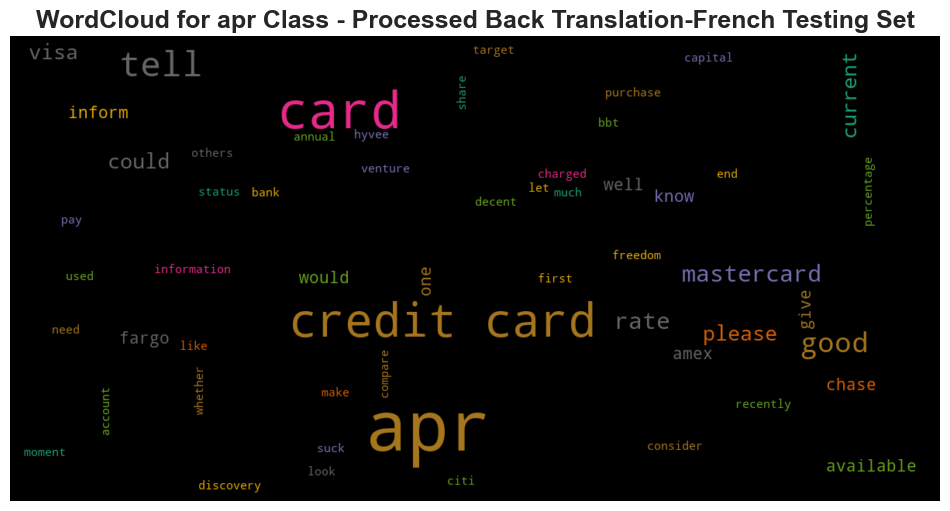 WordCloud for apr Class - Processed Back Translation-French Testing Set
visa
tell
target
capital
current
card
share
purchase
inform
bbt
annual
hyvee
could
others
venture
charged
end
percentage
status
bank
let
much
well
know
decent
pay
information
freedom
used
would
one
first
mastercard
credit card
rate
give
need
fargo
like
please
good
amex
whether
compare
chase
account
make
apr
recently
moment
suck
consider
look
available
discovery
citi